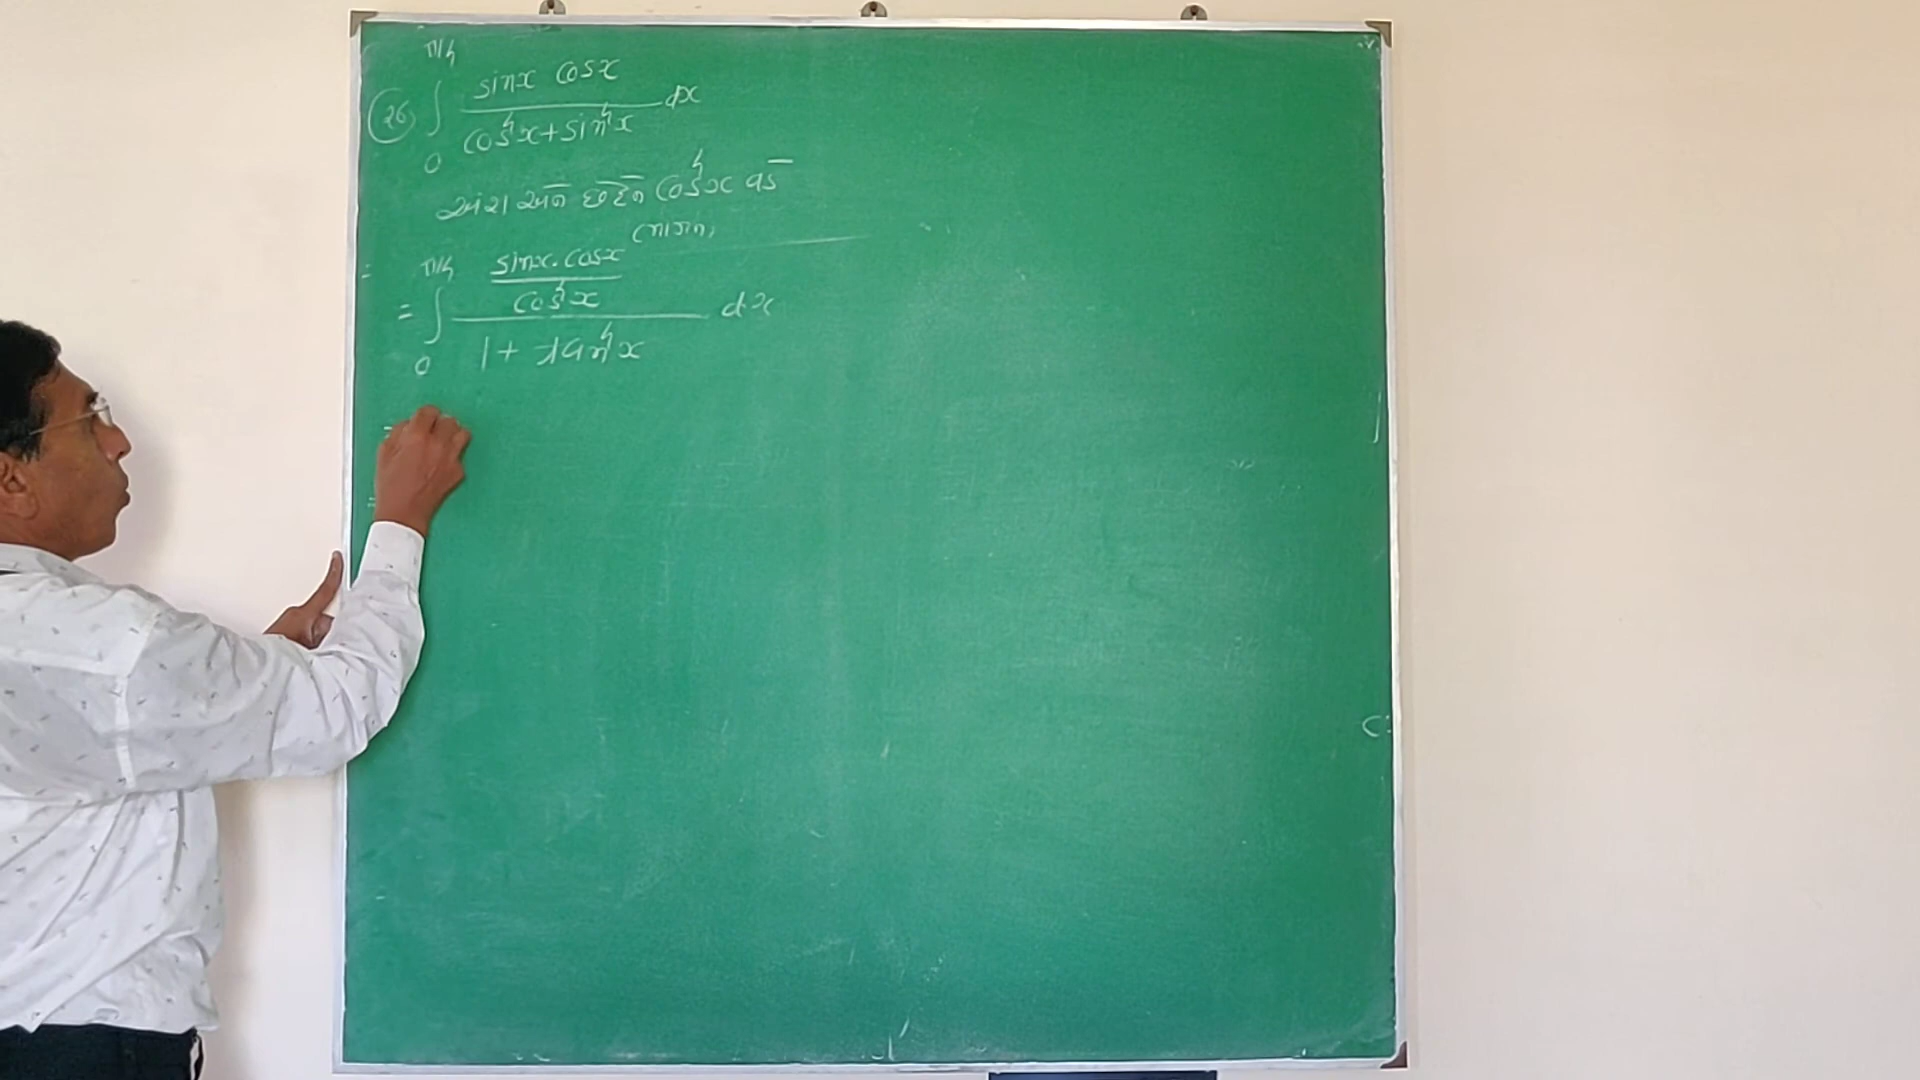 (26) ∫₀^π/4 sinx cosx / (cos⁴x + sin⁴x) dx
અંશ અને છેદને cos⁴x વડે
ભાગતા,
= ∫₀^π/4 (sinx·cosx / cos⁴x) / (1 + tan⁴x) dx